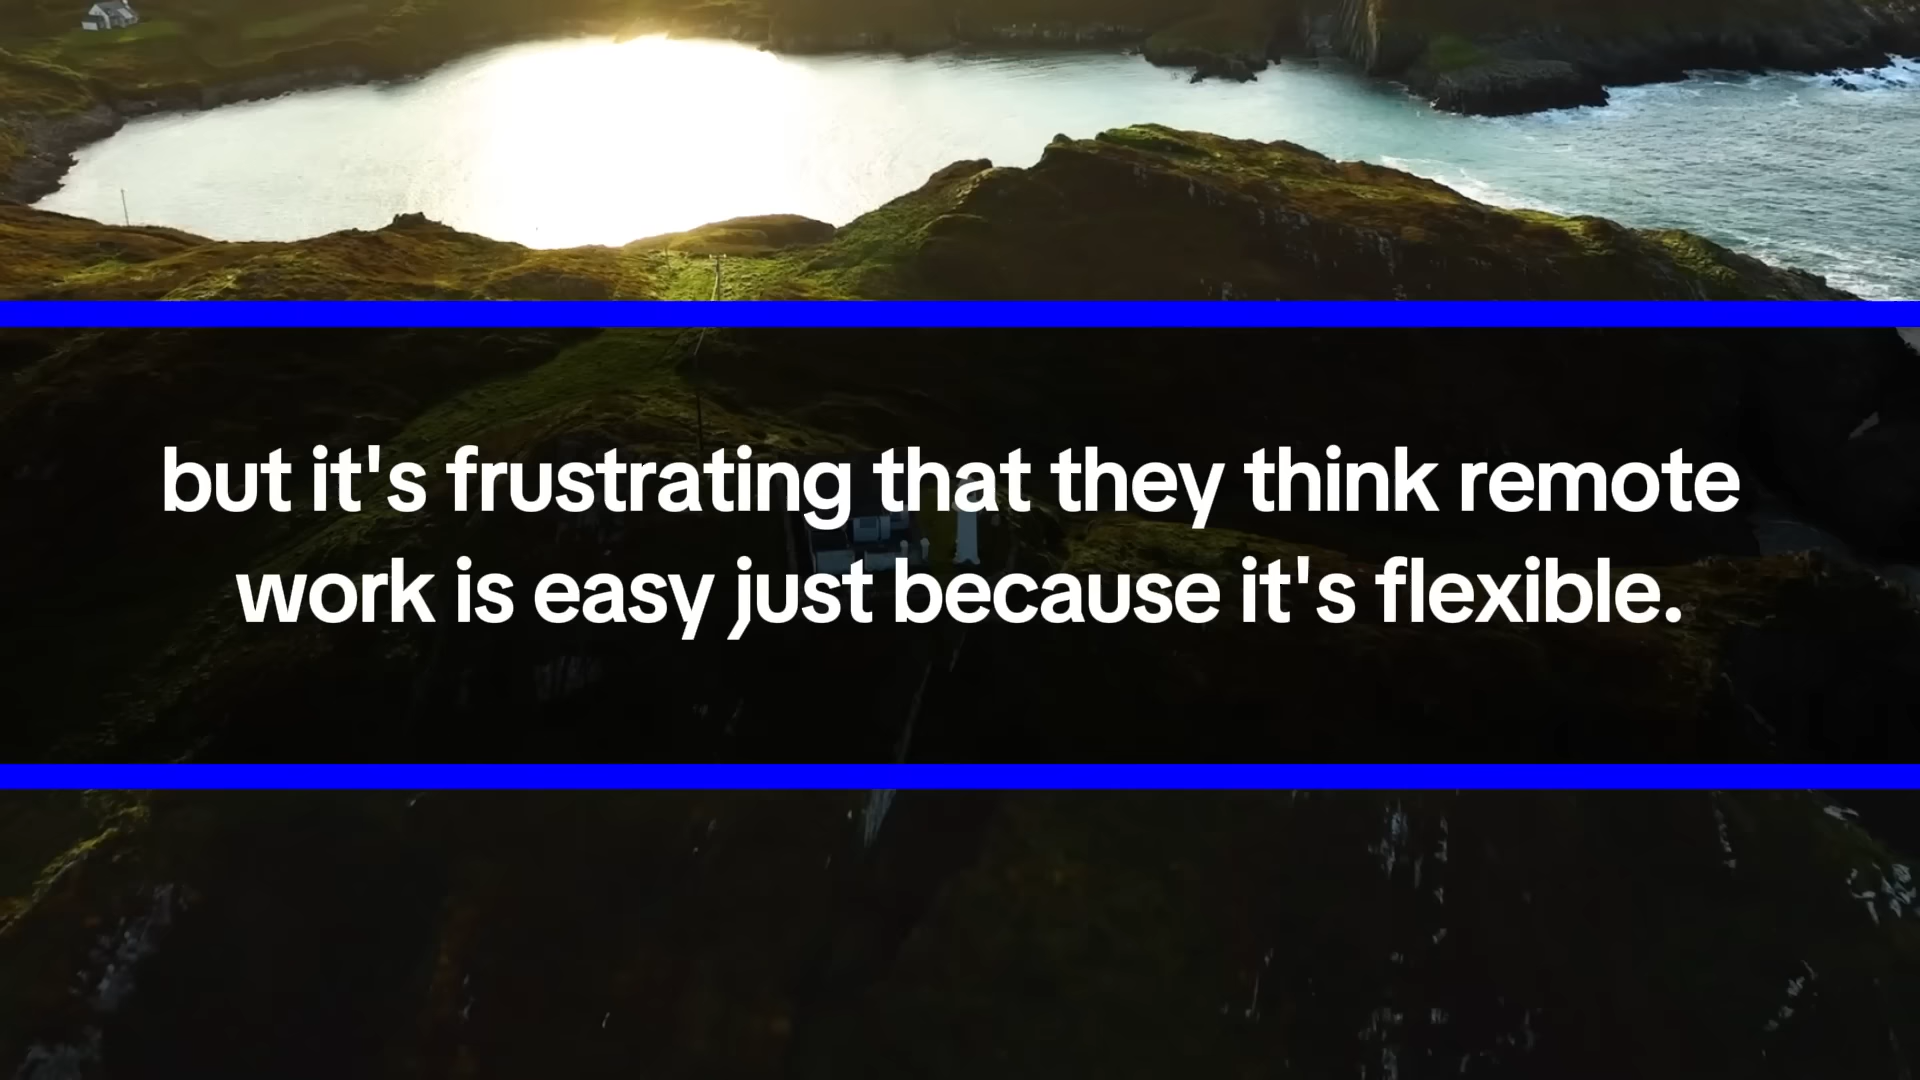 but it's frustrating that they think remote
work is easy just because it's flexible.